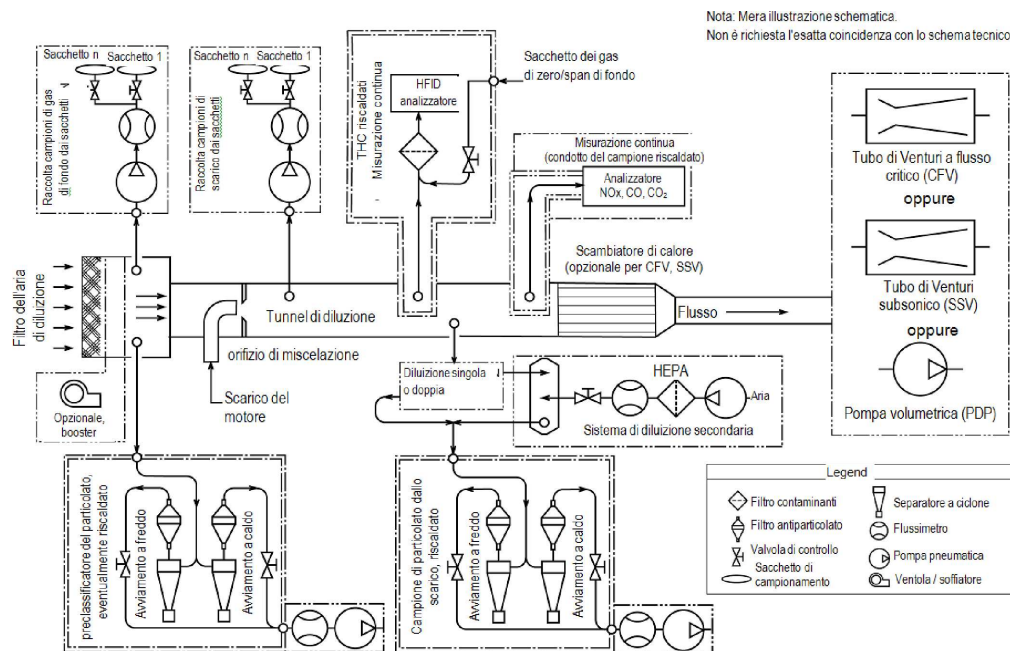 Nota: Mera illustrazione schematica.
Non é richiesta l'esatta coincidenza con lo schema tecnico
Sacchetto n
Sacchetto 1
Raccolta campioni di gas
di fondo dai sacchetti
Sacchetto n
Sacchetto 1
Raccolta campioni di
scarico dai sacchetti
THC riscaldati
Misurazione continua
HFID
analizzatore
Sacchetto dei gas
di zero/span di fondo
Misurazione continua
(condotto del campione riscaldato)
Analizzatore
NOx, CO, CO₂
Tubo di Venturi a flusso
critico (CFV)
oppure
Tubo di Venturi
subsonico (SSV)
oppure
Pompa volumetrica (PDP)
Filtro dell'aria
di diluizione
Tunnel di diluzione
Scambiatore di calore
(opzionale per CFV, SSV)
Flusso
orifizio di miscelazione
Scarico del
motore
Opzionale,
booster
Diluizione singola
o doppia
HEPA
Aria
Sistema di diluzione secondaria
preclassificatore del particolato,
eventualmente riscaldato
Avviamento a freddo
Avviamento a caldo
Campione di particolato dallo
scarico, riscaldato
Avviamento a freddo
Avviamento a caldo
Legend
Filtro contaminanti
Filtro antiparticolato
Valvola di controllo
Sacchetto di
campionamento
Separatore a ciclone
Flussimetro
Pompa pneumatica
Ventola / soffiatore